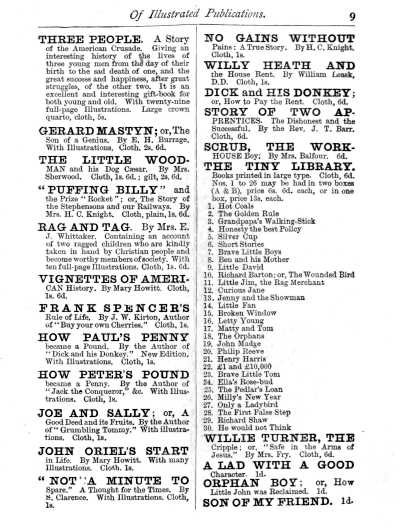 Of Illustrated Publications. 9
THREE PEOPLE. A Story
of the American Crusade. Giving an
interesting history of the lives of
three young men from the day of their
birth to the death of one, and the
great success and happiness, after great
struggles, of the other two. It is an
excellent and interesting gift-book for
both young and old. With twenty-nine
full-page Illustrations. Large crown
quarto, cloth, 5s.
GERARD MASTYN; or, The
Son of a Genius. By E. H. Burrage,
With Illustrations, Cloth, 2s. 6d.
THE LITTLE WOOD-
MAN and his Dog Cæsar. By Mrs.
Sherwood. Cloth, 1s. 6d.; gilt, 2s. 6d.
"PUFFING BILLY" and
the Prize "Rocket"; or, The Story of
the Stephensons and our Railways. By
Mrs. H. C. Knight. Cloth, plain, 1s. 6d.
RAG AND TAG. By Mrs. E.
J. Whittaker. Containing an account
of two ragged children who are kindly
taken in hand by Christian people and
become worthy members of society. With
ten full-page Illustrations, Cloth, 1s. 6d.
VIGNETTES OF AMERI-
CAN History. By Mary Howitt. Cloth,
1s. 6d.
FRANK SPENCER'S
Rule of Life, By J. W. Kirton, Author
of "Buy your own Cherries." Cloth, 1s.
HOW PAUL'S PENNY
became a Pound. By the Author of
"Dick and his Donkey." New Edition.
With Illustrations, Cloth, 1s.
HOW PETER'S POUND
became a Penny. By the Author of
"Jack the Conqueror," &c. With Illus-
trations. Cloth, 1s.
JOE AND SALLY; or, A
Good Deed and its Fruits. By the Author
of "Grumbling Tommy." With illustra-
tions. Cloth, 1s.
JOHN ORIEL'S START
in Life. By Mary Howitt. With many
Illustrations. Cloth, 1s.
"NOT A MINUTE TO
Spare." A Thought for the Times. By
S. Clarence. With Illustrations. Cloth,
1s.
NO GAINS WITHOUT
Pains: A True Story. By H. C. Knight.
Cloth, 1s.
WILLY HEATH AND
the House Rent. By William Leask,
D.D. Cloth, 1s.
DICK and HIS DONKEY;
or, How to Pay the Rent. Cloth, 6d.
STORY OF TWO AP-
PRENTICES. The Dishonest and the
Successful. By the Rev. J. T. Barr.
Cloth, 6d.
SCRUB, THE WORK-
HOUSE Boy; By Mrs. Balfour. 6d.
THE TINY LIBRARY.
Books printed in large type. Cloth, 6d.
Nos. 1 to 26 may be had in two boxes
(A & B), price 6s. 6d. each, or in one
box, price 13s. each.
1. Hot Coals
2. The Golden Rule
3. Grandpapa's Walking-Stick
4. Honesty the best Policy
5. Silver Cup
6. Short Stories
7. Brave Little Boys
8. Ben and his Mother
9. Little David
10. Richard Barton; or, The Wounded Bird
11. Little Jim, the Rag Merchant
12. Curious Jane
13. Jenny and the Showman
14. Little Fan
15. Broken Window
16. Letty Young
17. Matty and Tom
18. The Orphans
19. John Madge
20. Philip Reeve
21. Henry Harris
22. £1 and £10,000
23. Brave Little Tom
24. Ella's Rose-bud
25. The Pedlar's Loan
26. Milly's New Year
27. Only a Ladybird
28. The First False Step
29. Richard Shaw
30. He would not Think
WILLIE TURNER, THE
Cripple; or, "Safe in the Arms of
Jesus." By Mrs. Fry. Cloth, 6d.
A LAD WITH A GOOD
Character. 1d.
ORPHAN BOY; or, How
Little John was Reclaimed. 1d.
SON OF MY FRIEND. 1d.